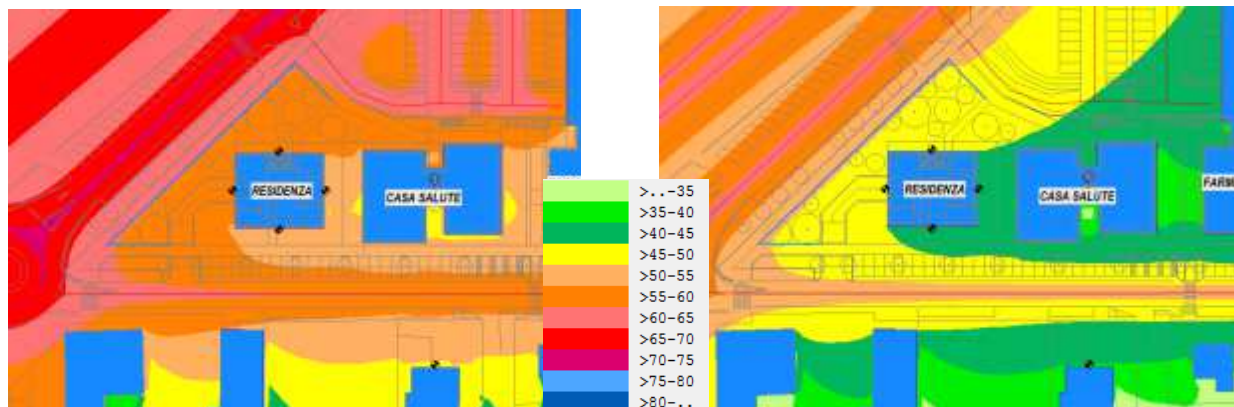 RESIDENZA
CASA SALUTE
>..-35
>35-40
>40-45
>45-50
>50-55
>55-60
>60-65
>65-70
>70-75
>75-80
>80-..
RESIDENZA
CASA SALUTE
FARM